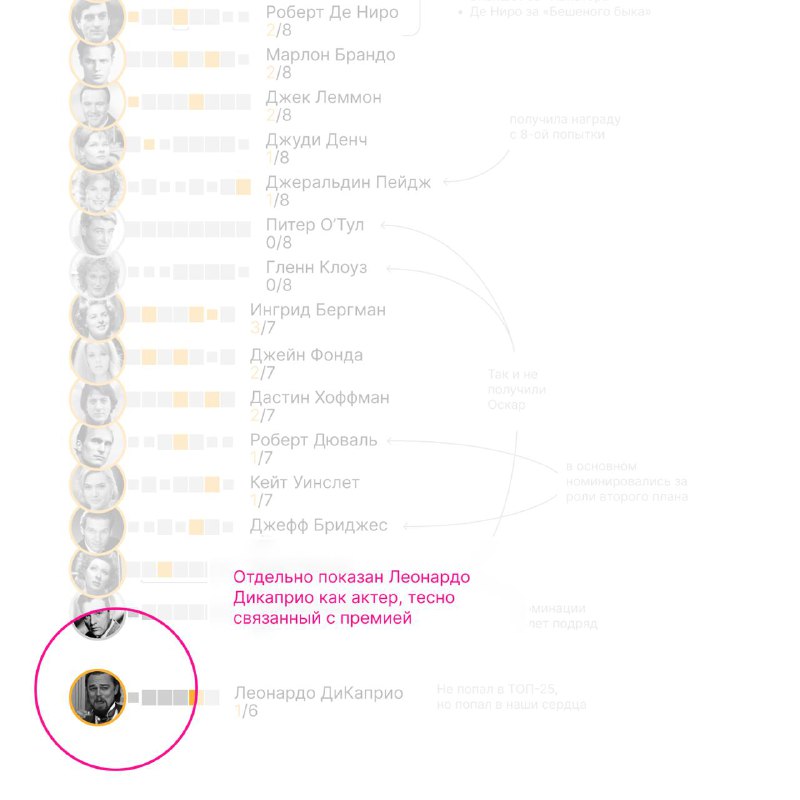 Роберт Де Ниро
2/8
• Де Ниро за «Бешеного быка»
Марлон Брандо
2/8
Джек Леммон
2/8
получила награду
с 8-ой попытки
Джуди Денч
1/8
Джеральдин Пейдж
1/8
Питер О’Тул
0/8
Гленн Клоуз
0/8
Ингрид Бергман
3/7
Джейн Фонда
2/7
Так и не
получили
Оскар
Дастин Хоффман
2/7
Роберт Дюваль
1/7
в основном
номинировались за
роли второго плана
Кейт Уинслет
1/7
Джефф Бриджес
Отдельно показан Леонардо
Дикаприо как актер, тесно
связанный с премией
минации
лет подряд
Леонардо ДиКаприо
1/6
Не попал в ТОП-25,
но попал в наши сердца